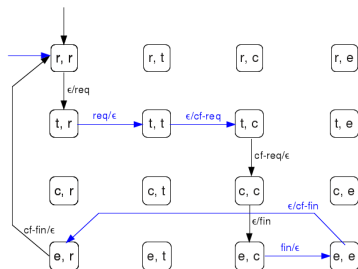 r, r r, t r, c r, e
ϵ/req
t, r req/ϵ t, t ϵ/cf-req t, c
cf-req/ϵ
c, r c, t c, c c, e
ϵ/cf-fin
cf-fin/ϵ ϵ/fin
e, r e, t e, c fin/ϵ e, e